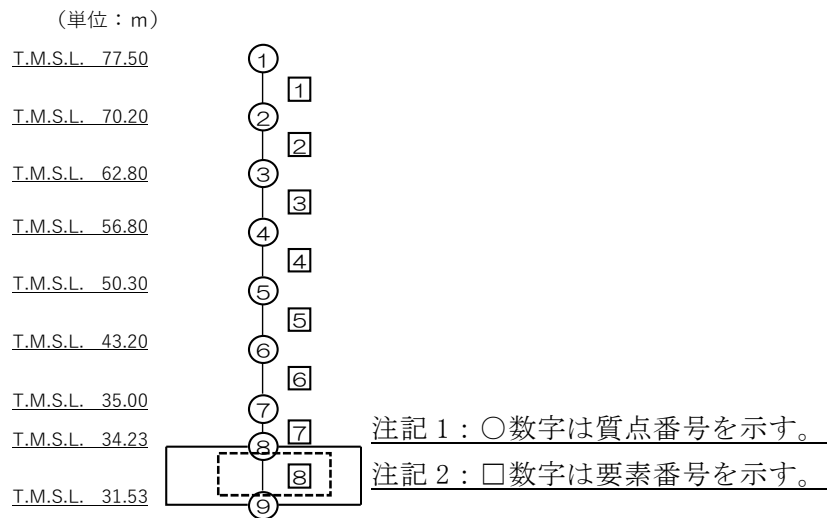 （単位：m）
T.M.S.L. 77.50
①
1
T.M.S.L. 70.20
②
2
T.M.S.L. 62.80
③
3
T.M.S.L. 56.80
④
4
T.M.S.L. 50.30
⑤
5
T.M.S.L. 43.20
⑥
6
T.M.S.L. 35.00
⑦
7
注記1：○数字は質点番号を示す。
T.M.S.L. 34.23
⑧
8
注記2：□数字は要素番号を示す。
T.M.S.L. 31.53
⑨